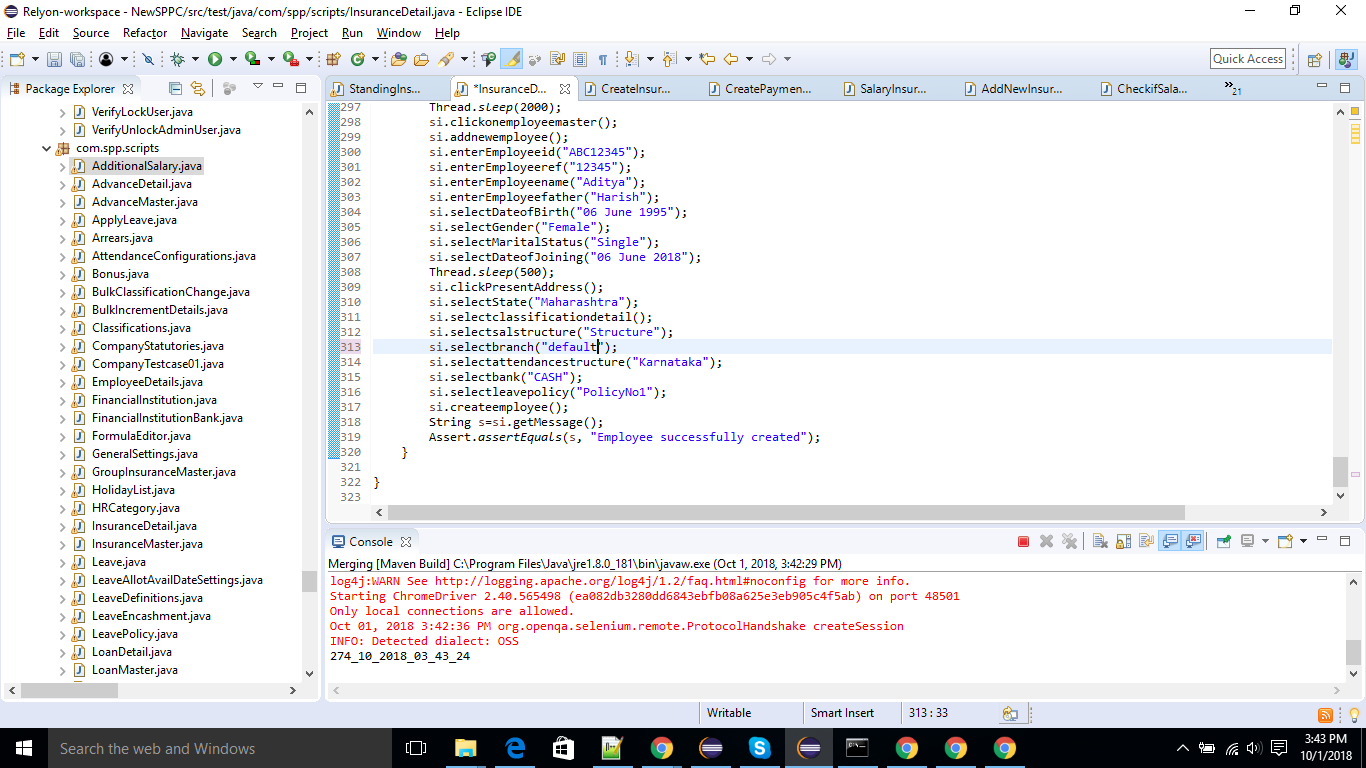 Relyon-workspace - NewSPPC/src/test/java/com/spp/scripts/InsuranceDetail.java - Eclipse IDE
File Edit Source Refactor Navigate Search Project Run Window Help
Quick Access
Package Explorer
VerifyLockUser.java
VerifyUnlockAdminUser.java
com.spp.scripts
AdditionalSalary.java
AdvanceDetail.java
AdvanceMaster.java
ApplyLeave.java
Arrears.java
AttendanceConfigurations.java
Bonus.java
BulkClassificationChange.java
BulkIncrementDetails.java
Classifications.java
CompanyStatutories.java
CompanyTestcase01.java
EmployeeDetails.java
FinancialInstitution.java
FinancialInstitutionBank.java
FormulaEditor.java
GeneralSettings.java
GroupInsuranceMaster.java
HolidayList.java
HRCategory.java
InsuranceDetail.java
InsuranceMaster.java
Leave.java
LeaveAllotAvailDateSettings.java
LeaveDefinitions.java
LeaveEncashment.java
LeavePolicy.java
LoanDetail.java
LoanMaster.java
StandingIns... *InsuranceD... CreateInsur... CreatePaymen... SalaryInsur... AddNewInsur... CheckifSala... »21
297 Thread.sleep(2000);
298 si.clickonemployeemaster();
299 si.addnewemployee();
300 si.enterEmployeeid("ABC12345");
301 si.enterEmployeeref("12345");
302 si.enterEmployeename("Aditya");
303 si.enterEmployeefather("Harish");
304 si.selectDateofBirth("06 June 1995");
305 si.selectGender("Female");
306 si.selectMaritalStatus("Single");
307 si.selectDateofJoining("06 June 2018");
308 Thread.sleep(500);
309 si.clickPresentAddress();
310 si.selectState("Maharashtra");
311 si.selectclassificationdetail();
312 si.selectsalstructure("Structure");
313 si.selectbranch("default");
314 si.selectattendancestructure("Karnataka");
315 si.selectbank("CASH");
316 si.selectleavepolicy("PolicyNo1");
317 si.createemployee();
318 String s=si.getMessage();
319 Assert.assertEquals(s, "Employee successfully created");
320 }
321
322 }
323
Console
Merging [Maven Build] C:\Program Files\Java\jre1.8.0_181\bin\javaw.exe (Oct 1, 2018, 3:42:29 PM)
log4j:WARN See http://logging.apache.org/log4j/1.2/faq.html#noconfig for more info.
Starting ChromeDriver 2.40.565498 (ea082db3280dd6843ebfb08a625e3eb905c4f5ab) on port 48501
Only local connections are allowed.
Oct 01, 2018 3:42:36 PM org.openqa.selenium.remote.ProtocolHandshake createSession
INFO: Detected dialect: OSS
274_10_2018_03_43_24
Writable Smart Insert 313 : 33
Search the web and Windows
3:43 PM
10/1/2018